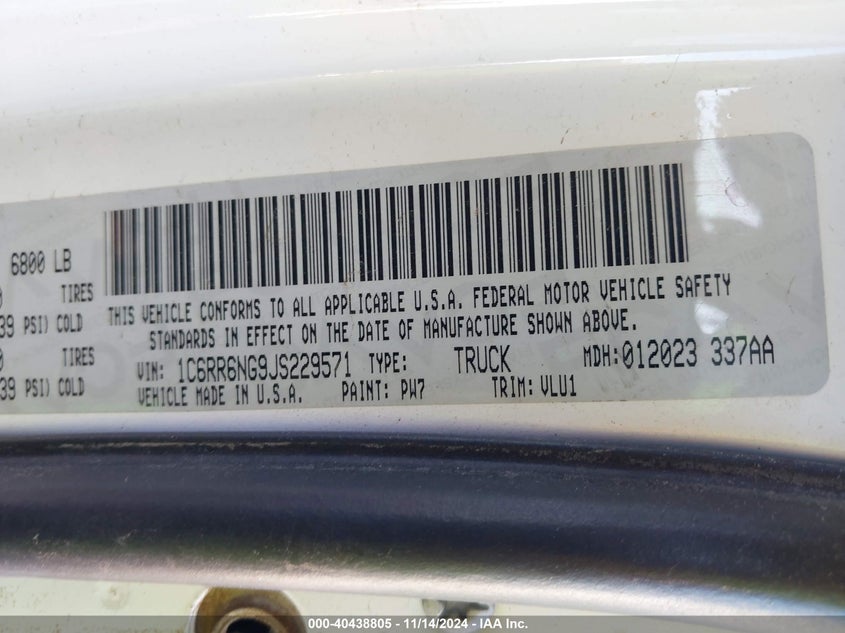 6800 LB
0 TIRES
39 PSI) COLD
0 TIRES
39 PSI) COLD
THIS VEHICLE CONFORMS TO ALL APPLICABLE U.S.A. FEDERAL MOTOR VEHICLE SAFETY
STANDARDS IN EFFECT ON THE DATE OF MANUFACTURE SHOWN ABOVE.
VIN: 1C6RR6NG9JS229571 TYPE: TRUCK MDH:012023 337AA
VEHICLE MADE IN U.S.A. PAINT: PW7 TRIM: VLU1
000-40438805 - 11/14/2024 - IAA Inc.